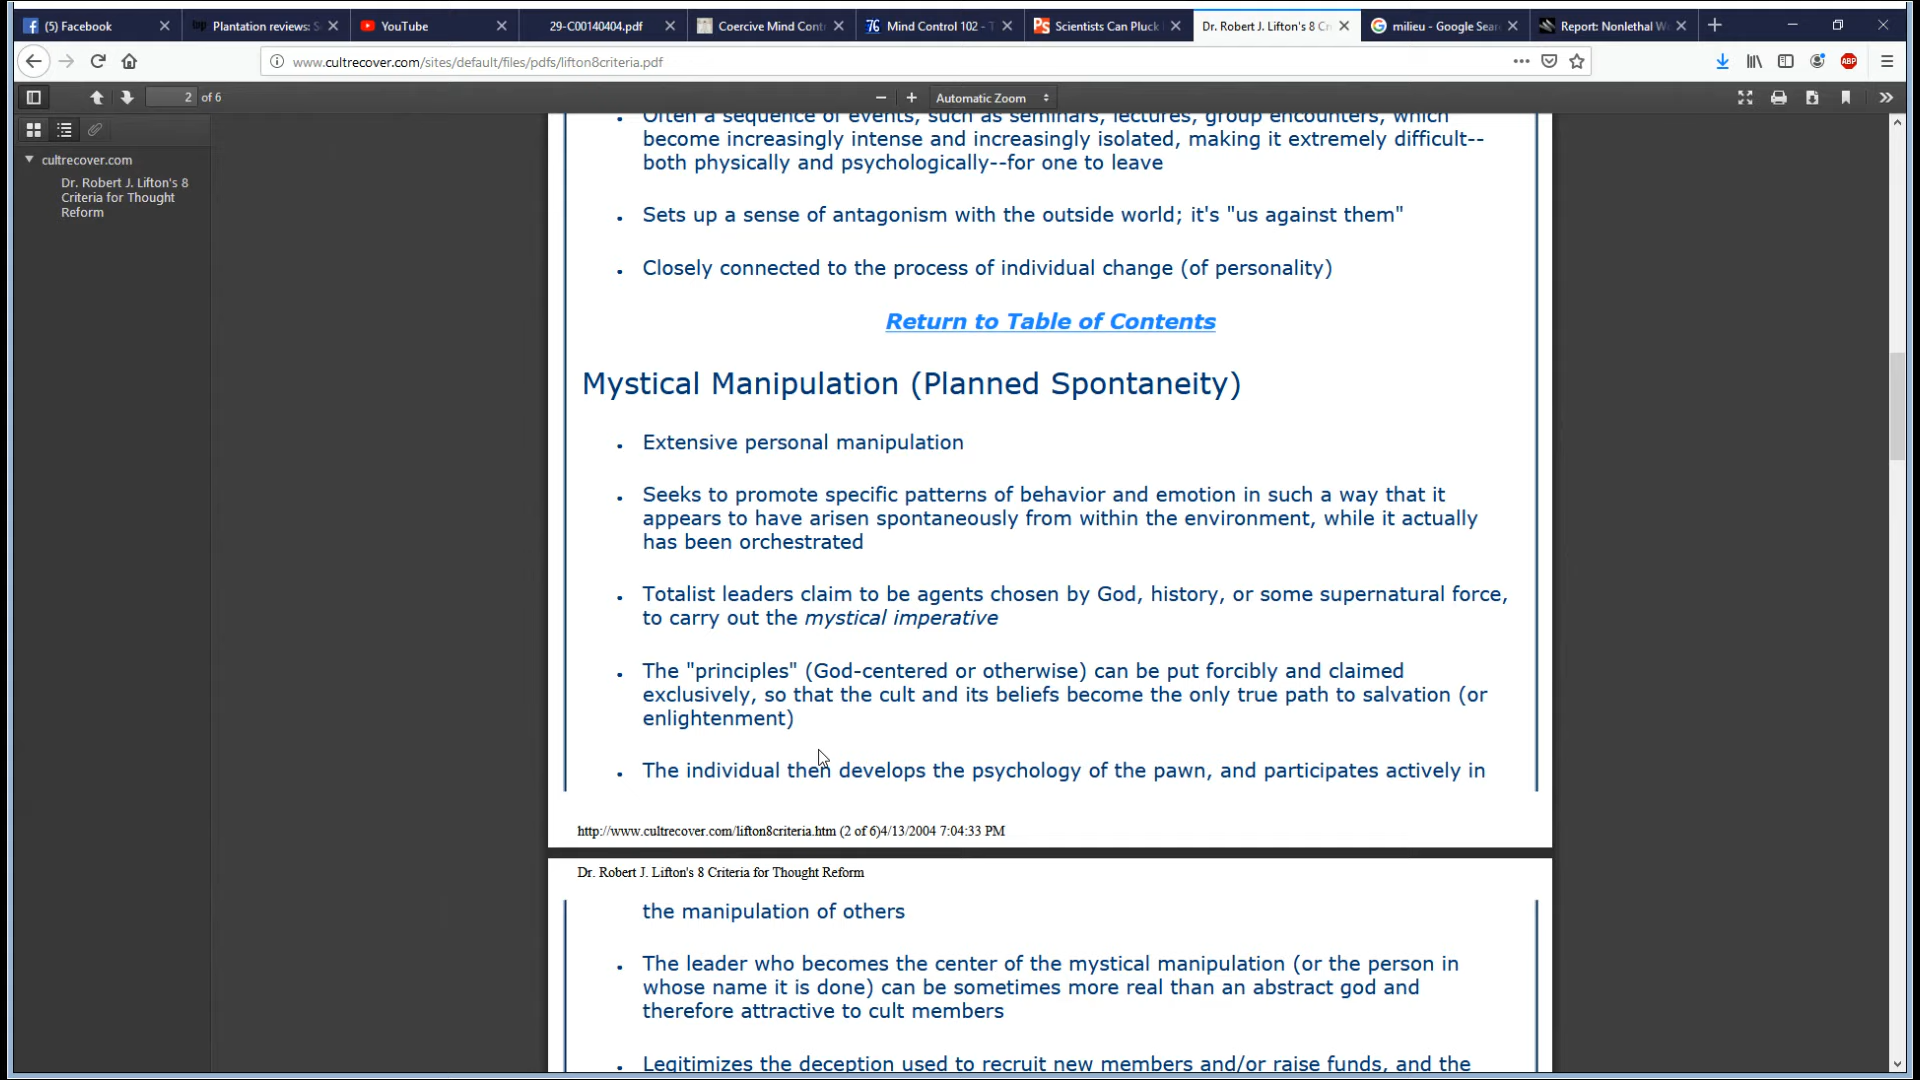 (5) Facebook
Plantation reviews: S
YouTube
29-C00140404.pdf
Coercive Mind Cont
Mind Control 102 - T
Scientists Can Pluck
Dr. Robert J. Lifton's 8 Cr
milieu - Google Sear
Report: Nonlethal W
www.cultrecover.com/sites/default/files/pdfs/lifton8criteria.pdf
ABP
2 of 6
Automatic Zoom
cultrecover.com
Dr. Robert J. Lifton's 8
Criteria for Thought
Reform
Often a sequence of events, such as seminars, lectures, group encounters, which
become increasingly intense and increasingly isolated, making it extremely difficult--
both physically and psychologically--for one to leave
Sets up a sense of antagonism with the outside world; it's "us against them"
Closely connected to the process of individual change (of personality)
Return to Table of Contents
Mystical Manipulation (Planned Spontaneity)
Extensive personal manipulation
Seeks to promote specific patterns of behavior and emotion in such a way that it
appears to have arisen spontaneously from within the environment, while it actually
has been orchestrated
Totalist leaders claim to be agents chosen by God, history, or some supernatural force,
to carry out the mystical imperative
The "principles" (God-centered or otherwise) can be put forcibly and claimed
exclusively, so that the cult and its beliefs become the only true path to salvation (or
enlightenment)
The individual then develops the psychology of the pawn, and participates actively in
http://www.cultrecover.com/lifton8criteria.htm (2 of 6)4/13/2004 7:04:33 PM
Dr. Robert J. Lifton's 8 Criteria for Thought Reform
the manipulation of others
The leader who becomes the center of the mystical manipulation (or the person in
whose name it is done) can be sometimes more real than an abstract god and
therefore attractive to cult members
Legitimizes the deception used to recruit new members and/or raise funds, and the